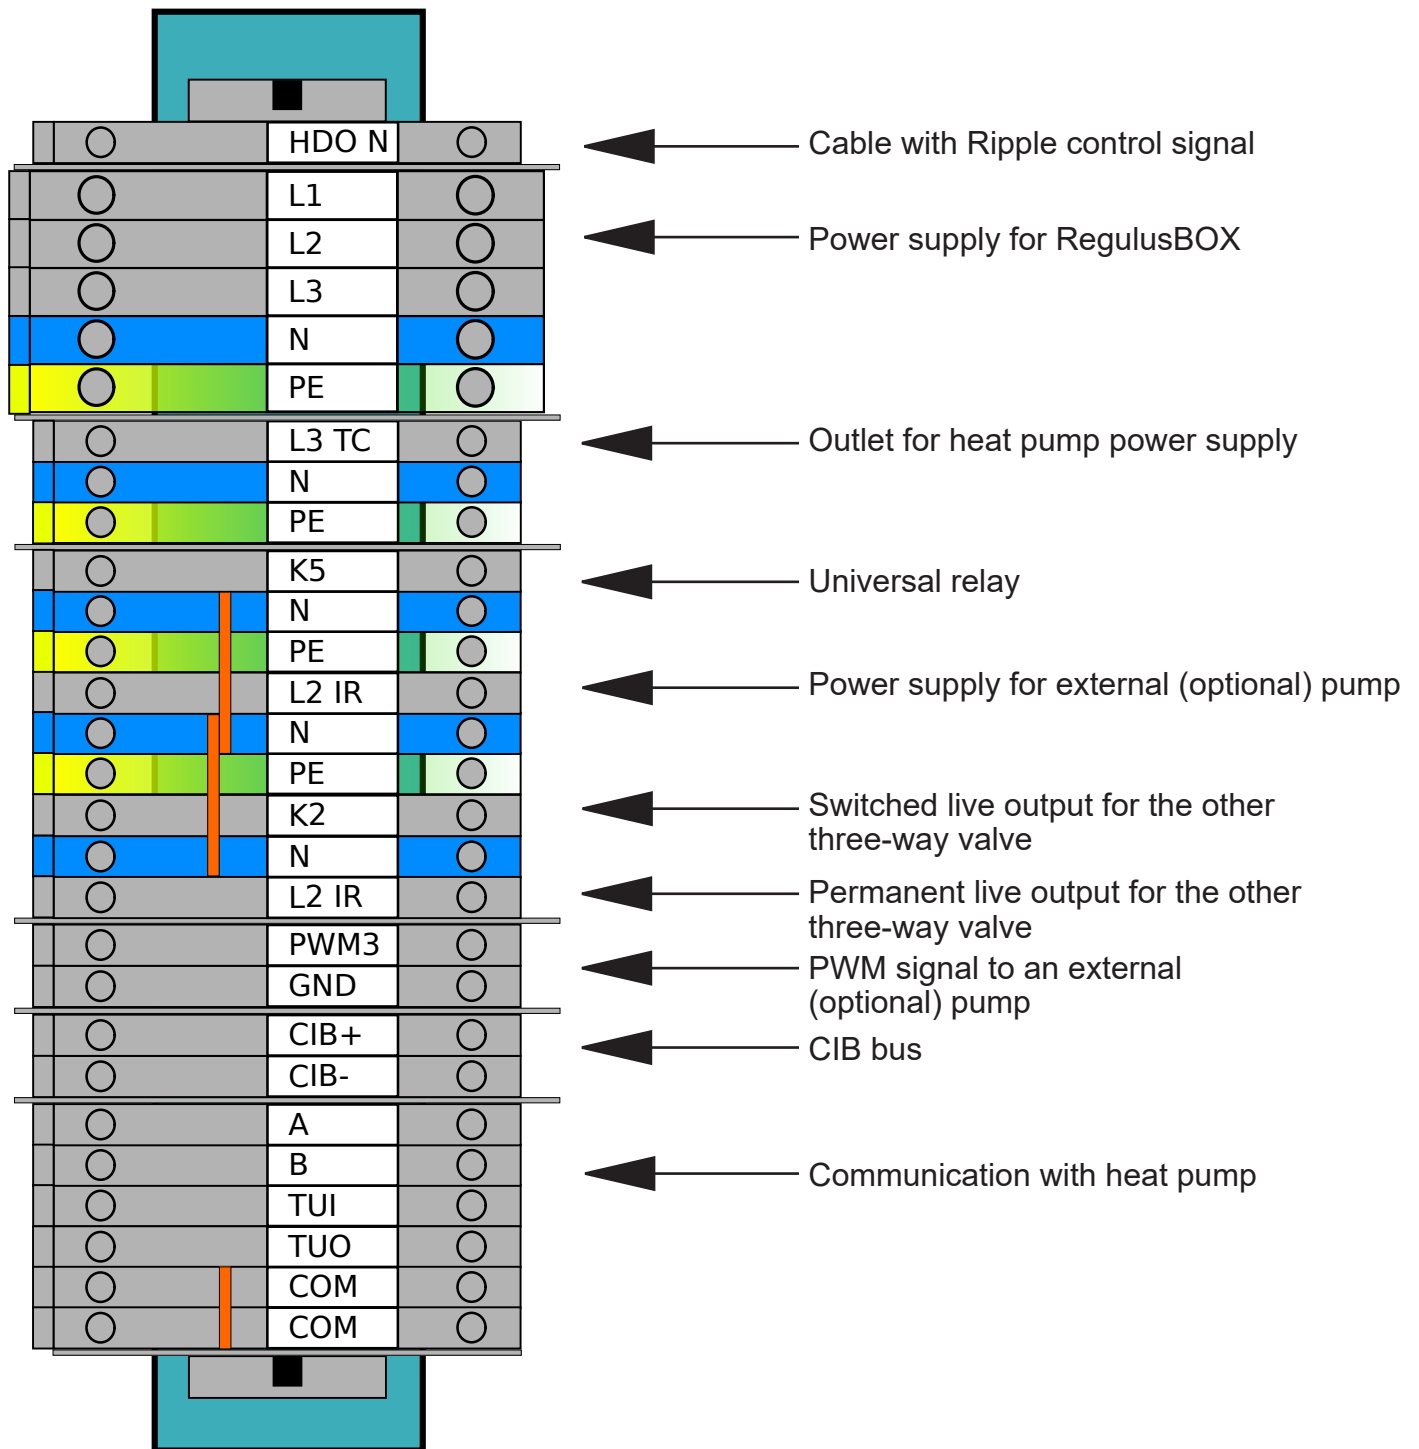 HDO N
Cable with Ripple control signal
L1
L2
Power supply for RegulusBOX
L3
N
PE
L3 TC
Outlet for heat pump power supply
N
PE
K5
Universal relay
N
PE
L2 IR
Power supply for external (optional) pump
N
PE
K2
Switched live output for the other
three-way valve
N
L2 IR
Permanent live output for the other
three-way valve
PWM3
PWM signal to an external
(optional) pump
GND
CIB+
CIB bus
CIB-
A
B
Communication with heat pump
TUI
TUO
COM
COM